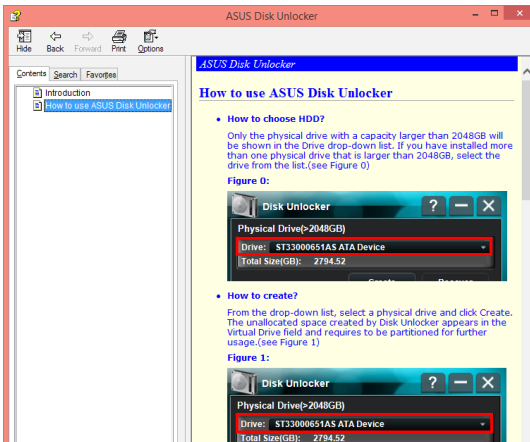 ASUS Disk Unlocker
Hide Back Forward Print Options
Contents Search Favorites
Introduction
How to use ASUS Disk Unlocker
ASUS Disk Unlocker
How to use ASUS Disk Unlocker
• How to choose HDD?
Only the physical drive with a capacity larger than 2048GB will
be shown in the Drive drop-down list. If you have installed more
than one physical drive that is larger than 2048GB, select the
drive from the list.(see Figure 0)
Figure 0:
Disk Unlocker
Physical Drive(>2048GB)
Drive: ST33000651AS ATA Device
Total Size(GB): 2794.52
• How to create?
From the drop-down list, select a physical drive and click Create.
The unallocated space created by Disk Unlocker appears in the
Virtual Drive field and requires to be partitioned for further
usage.(see Figure 1)
Figure 1:
Disk Unlocker
Physical Drive(>2048GB)
Drive: ST33000651AS ATA Device
Total Size(GB): 2794.52